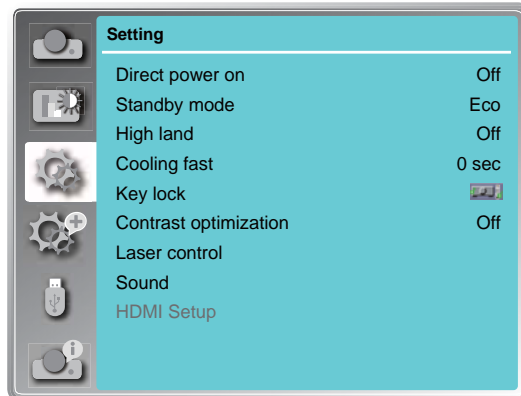 Setting
Direct power on Off
Standby mode Eco
High land Off
Cooling fast 0 sec
Key lock
Contrast optimization Off
Laser control
Sound
HDMI Setup